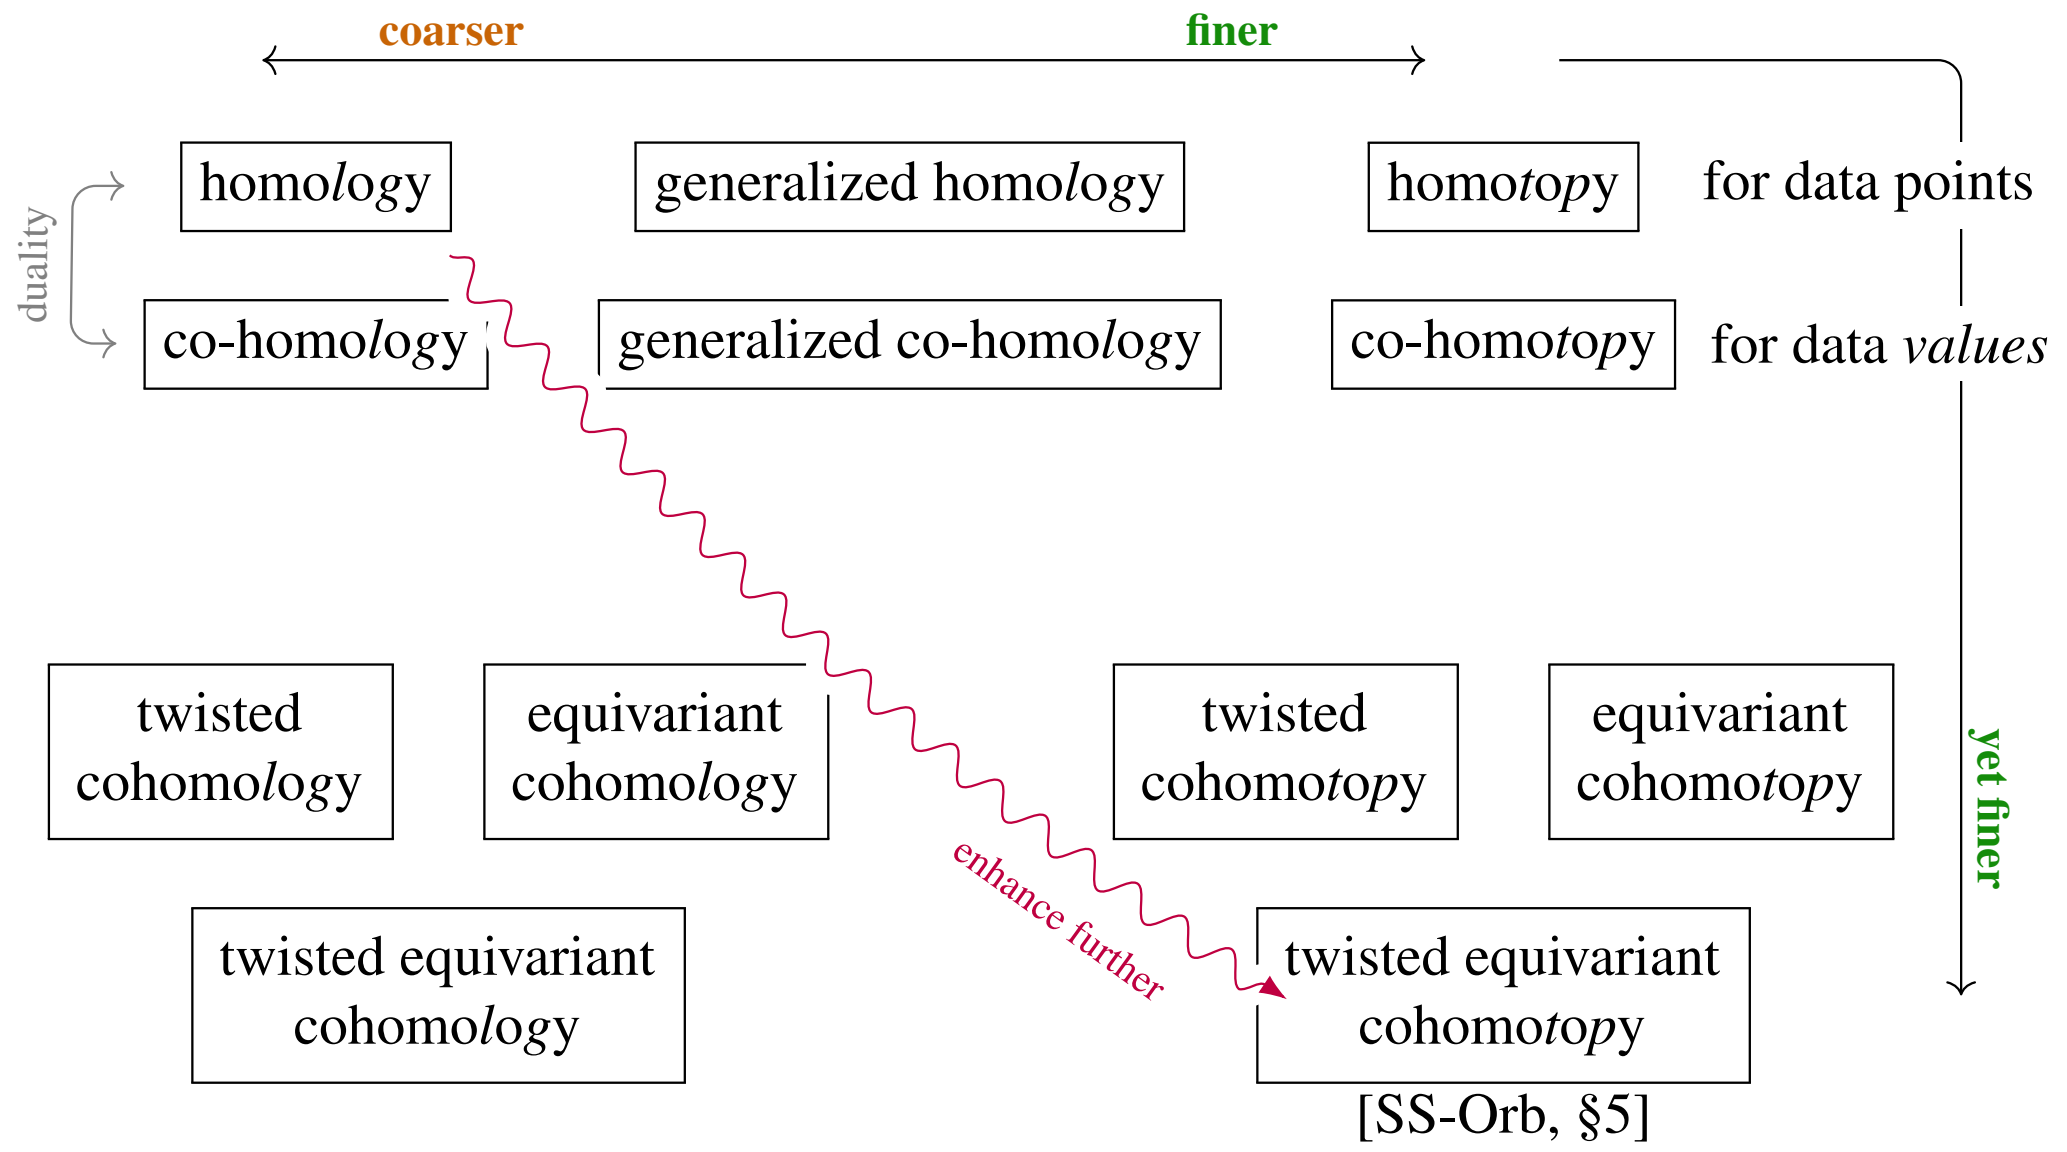 coarser
finer
homology
generalized homology
homotopy
for data points
duality
co-homology
generalized co-homology
co-homotopy
for data values
twisted
cohomology
equivariant
cohomology
twisted
cohomotopy
equivariant
cohomotopy
yet finer
enhance further
twisted equivariant
cohomology
twisted equivariant
cohomotopy
[SS-Orb, §5]